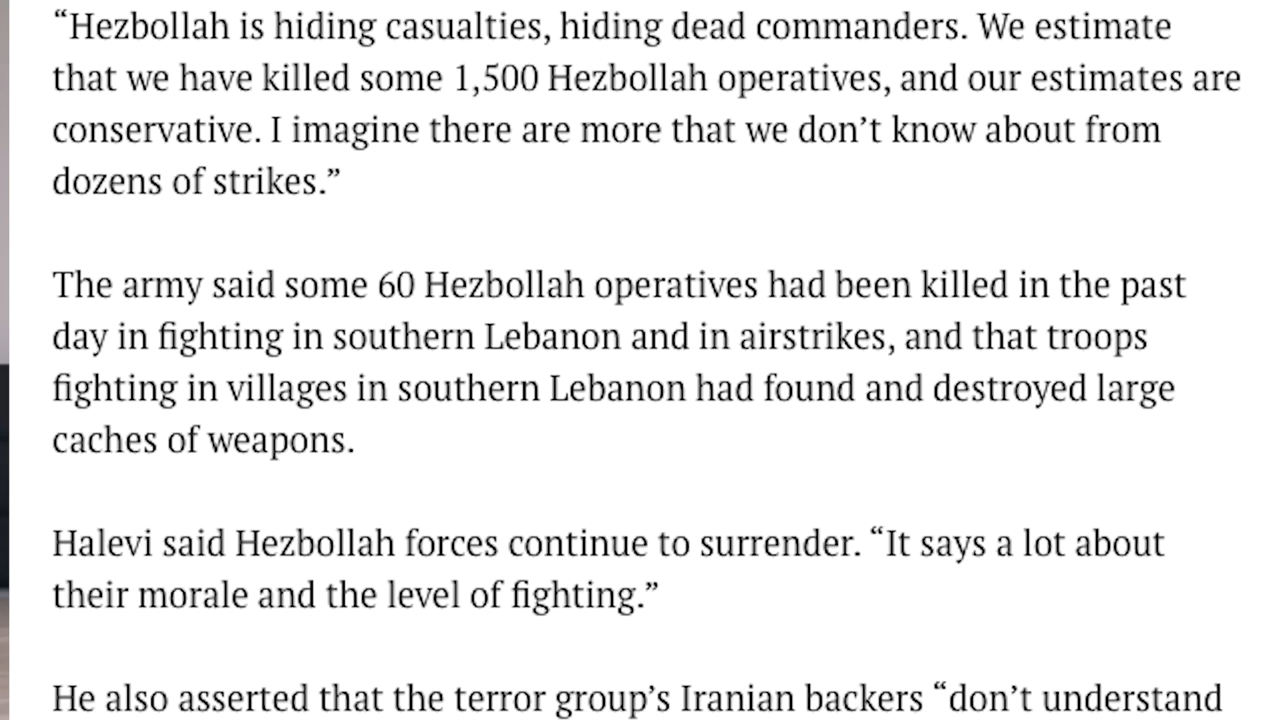 “Hezbollah is hiding casualties, hiding dead commanders. We estimate
that we have killed some 1,500 Hezbollah operatives, and our estimates are
conservative. I imagine there are more that we don’t know about from
dozens of strikes.”
The army said some 60 Hezbollah operatives had been killed in the past
day in fighting in southern Lebanon and in airstrikes, and that troops
fighting in villages in southern Lebanon had found and destroyed large
caches of weapons.
Halevi said Hezbollah forces continue to surrender. “It says a lot about
their morale and the level of fighting.”
He also asserted that the terror group’s Iranian backers “don’t understand